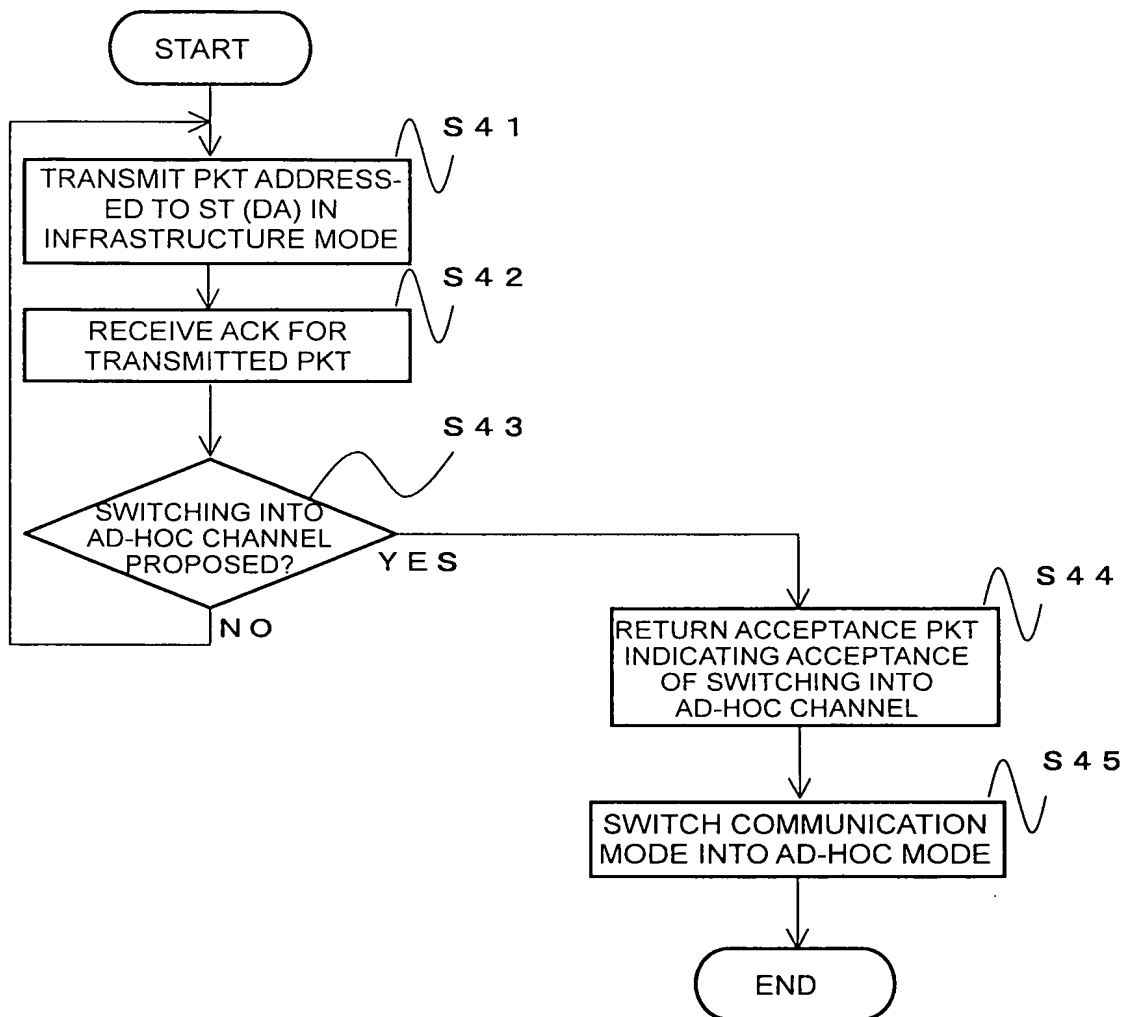 START
S41
TRANSMIT PKT ADDRESS-
ED TO ST (DA) IN
INFRASTRUCTURE MODE
S42
RECEIVE ACK FOR
TRANSMITTED PKT
S43
SWITCHING INTO
AD-HOC CHANNEL
PROPOSED?
YES
NO
S44
RETURN ACCEPTANCE PKT
INDICATING ACCEPTANCE
OF SWITCHING INTO
AD-HOC CHANNEL
S45
SWITCH COMMUNICATION
MODE INTO AD-HOC MODE
END